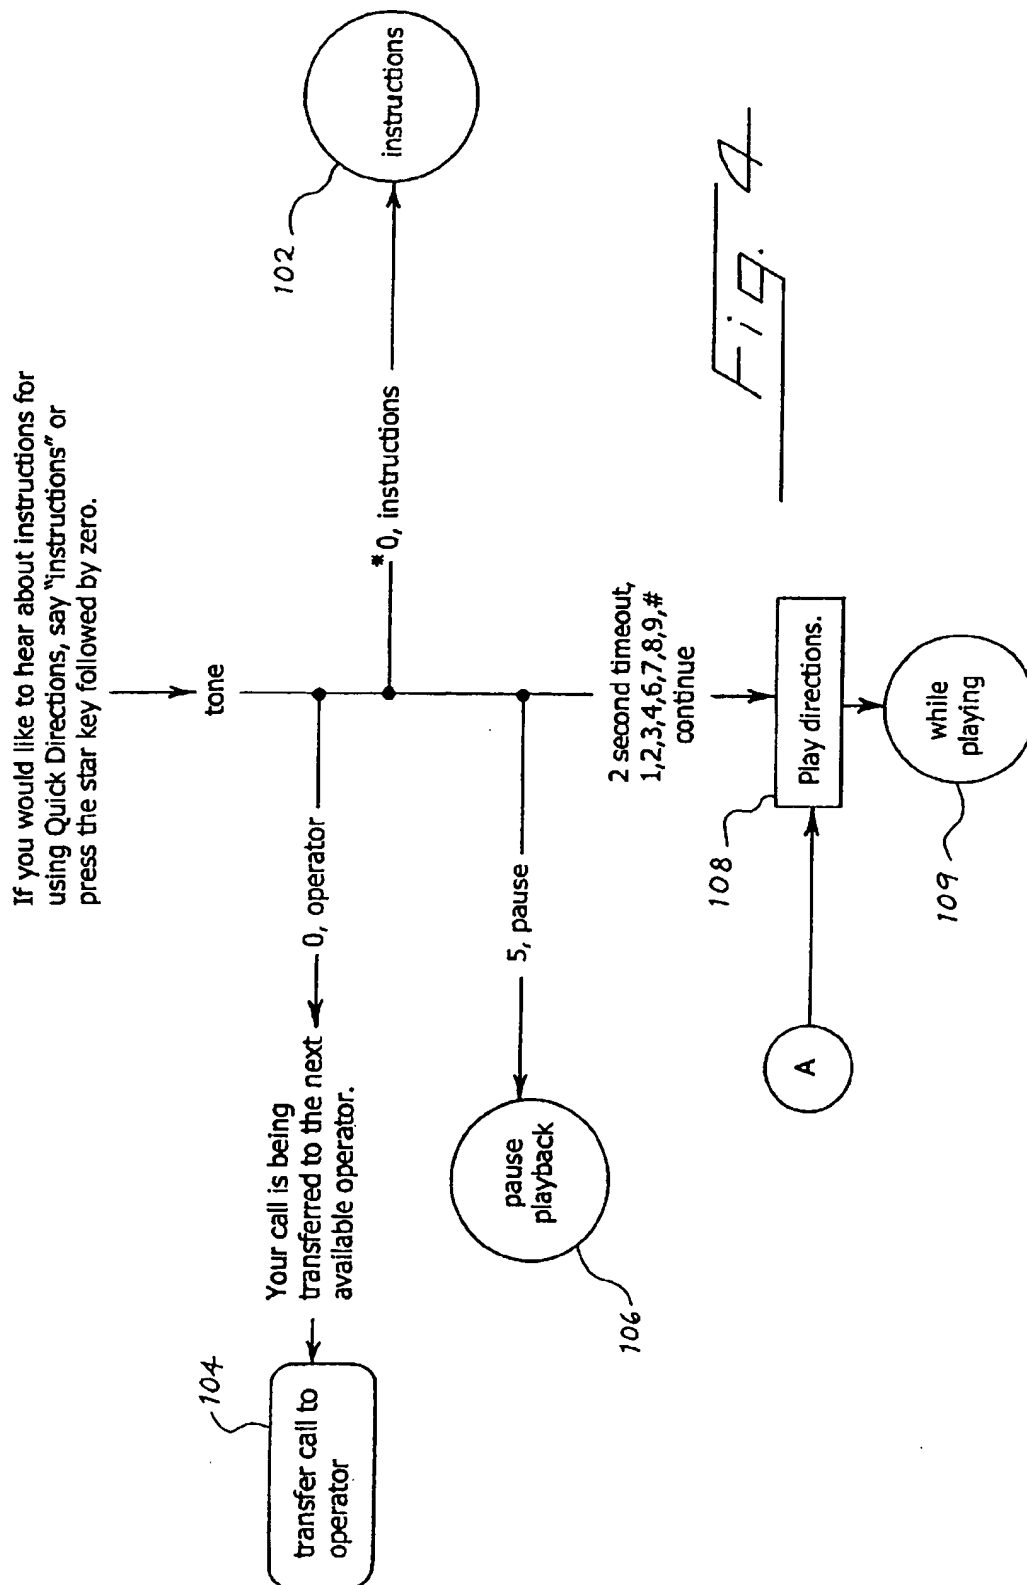 If you would like to hear about instructions for
using Quick Directions, say "instructions" or
press the star key followed by zero.
tone
Your call is being
transferred to the next
available operator.
0, operator
104
transfer call to
operator
*0, instructions
102
instructions
5, pause
pause
playback
106
2 second timeout,
1,2,3,4,6,7,8,9,#
continue
108
Play directions.
A
while
playing
109
Fig. 4